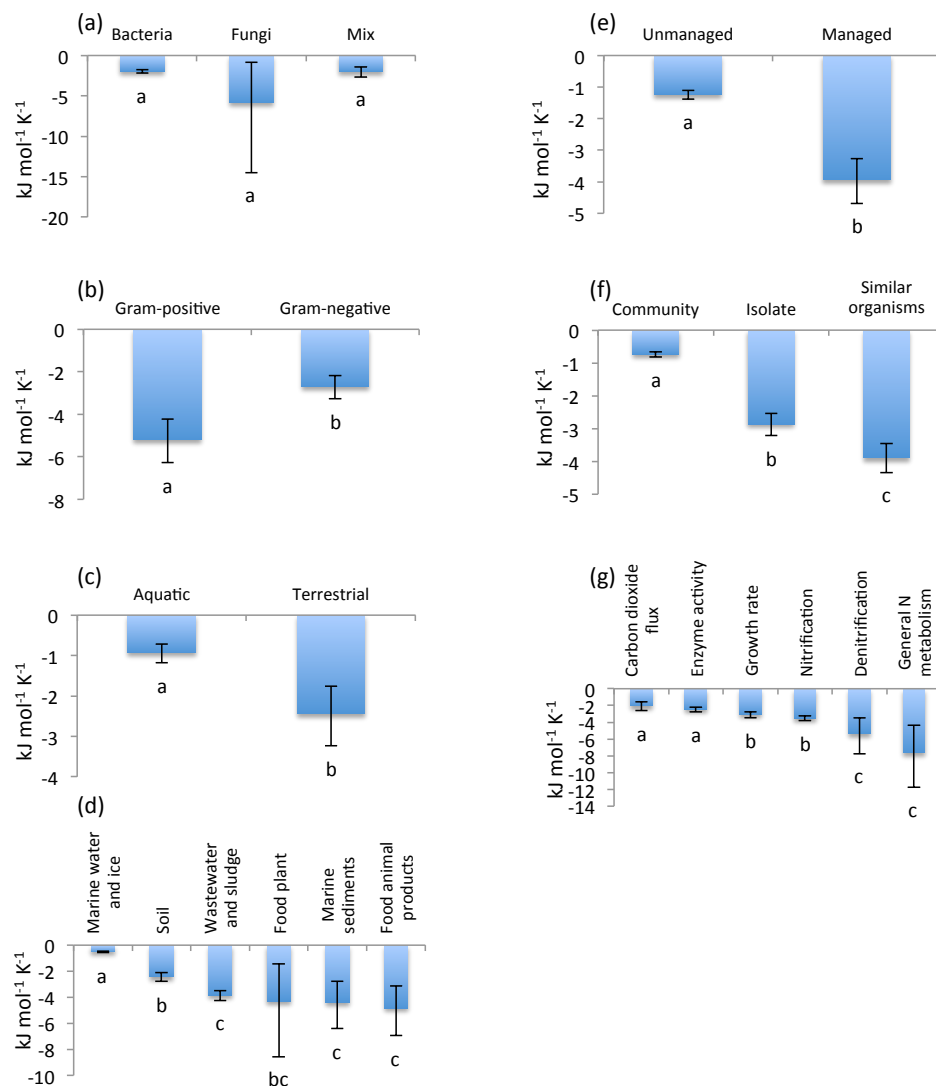 (a)
Bacteria Fungi Mix
0
-5
-10
-15
-20
kJ mol⁻¹ K⁻¹
a a a
(b)
Gram-positive Gram-negative
0
-2
-4
-6
-8
kJ mol⁻¹ K⁻¹
a b
(c)
Aquatic Terrestrial
0
-1
-2
-3
-4
kJ mol⁻¹ K⁻¹
a b
(d)
Marine water
and ice
Soil
Wastewater
and sludge
Food plant
Marine
sediments
Food animal
products
0
-2
-4
-6
-8
-10
kJ mol⁻¹ K⁻¹
a b c bc c c
(e)
Unmanaged Managed
0
-1
-2
-3
-4
-5
kJ mol⁻¹ K⁻¹
a b
(f)
Community Isolate Similar
organisms
0
-1
-2
-3
-4
-5
kJ mol⁻¹ K⁻¹
a b c
(g)
Carbon dioxide
flux
Enzyme activity
Growth rate
Nitrification
Denitrification
General N
metabolism
0
-2
-4
-6
-8
-10
-12
-14
kJ mol⁻¹ K⁻¹
a a b b c c